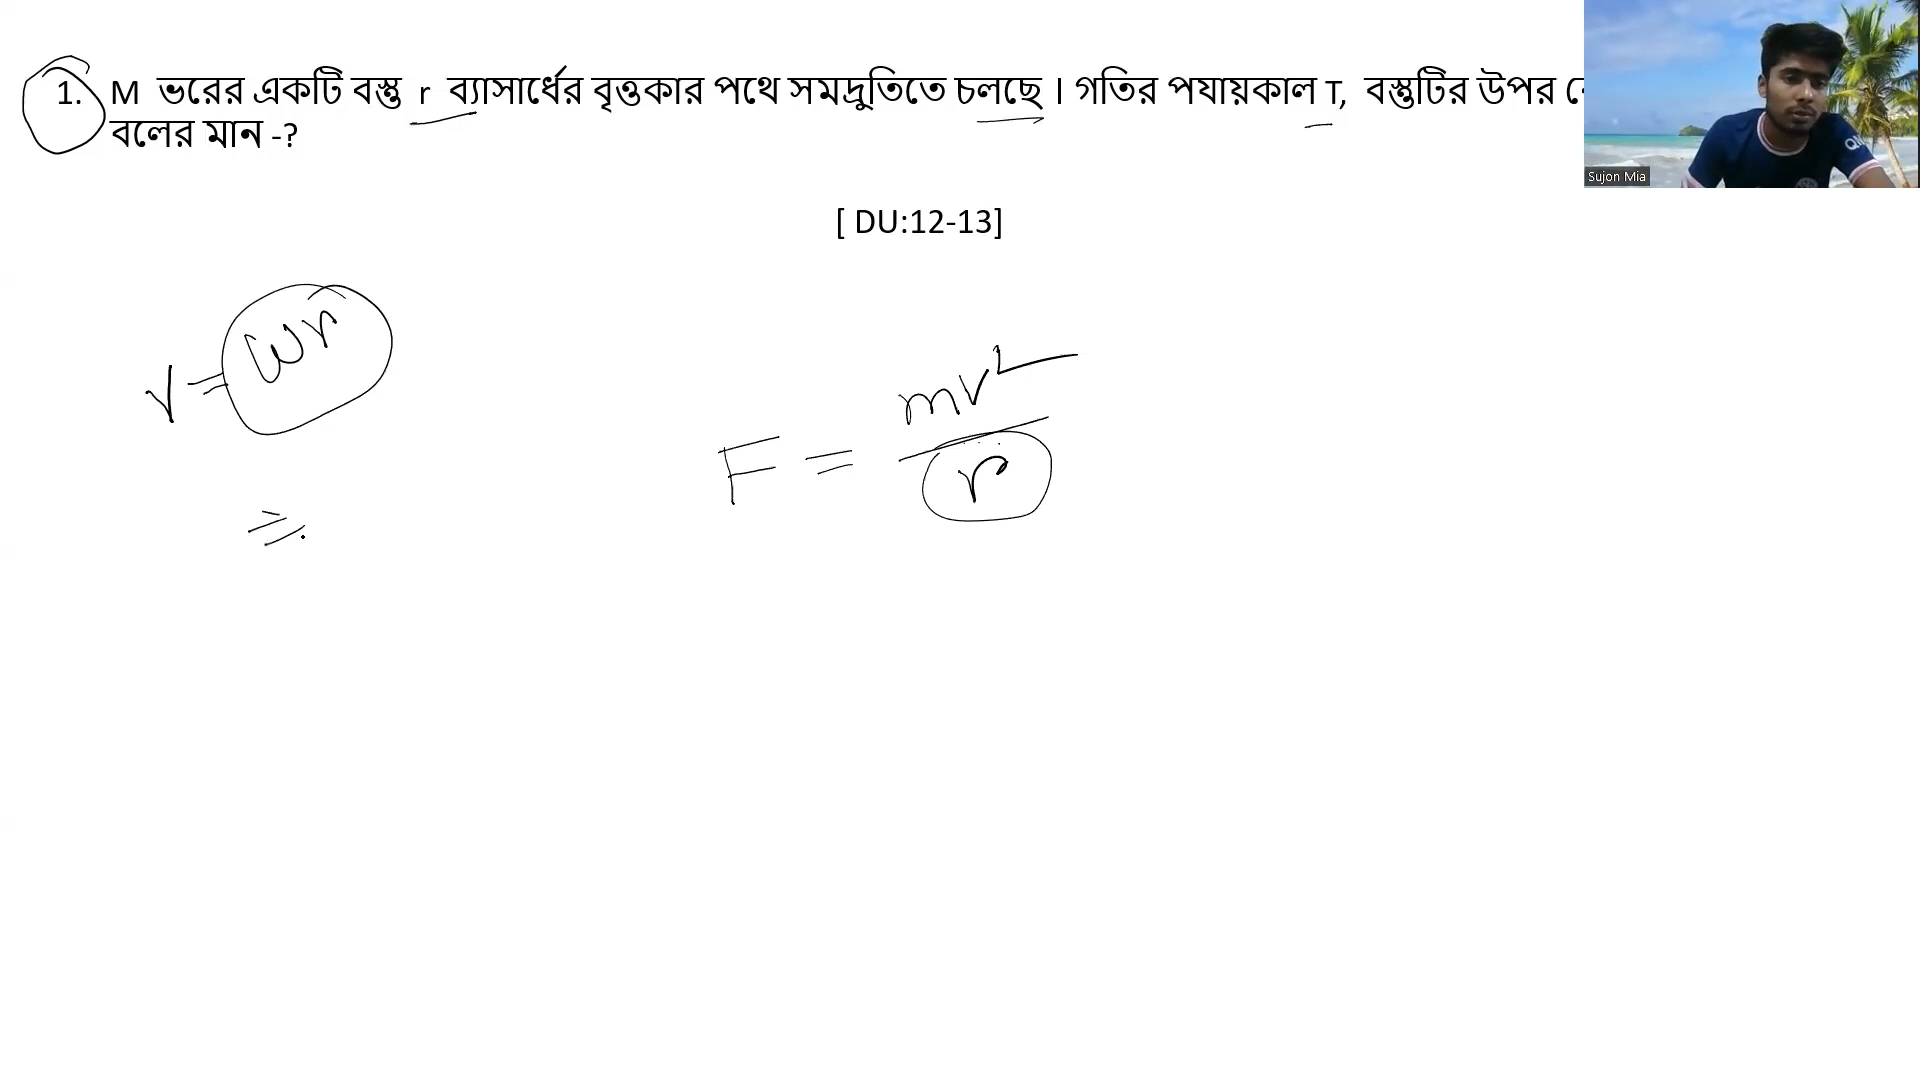 1. M ভরের একটি বস্তু r ব্যাসার্ধের বৃত্তকার পথে সমদ্রুতিতে চলছে । গতির পযায়কাল T, বস্তুটির উপর
বলের মান -?
Sujon Mia
[ DU:12-13]
v = ωr
F = mv²/r
=